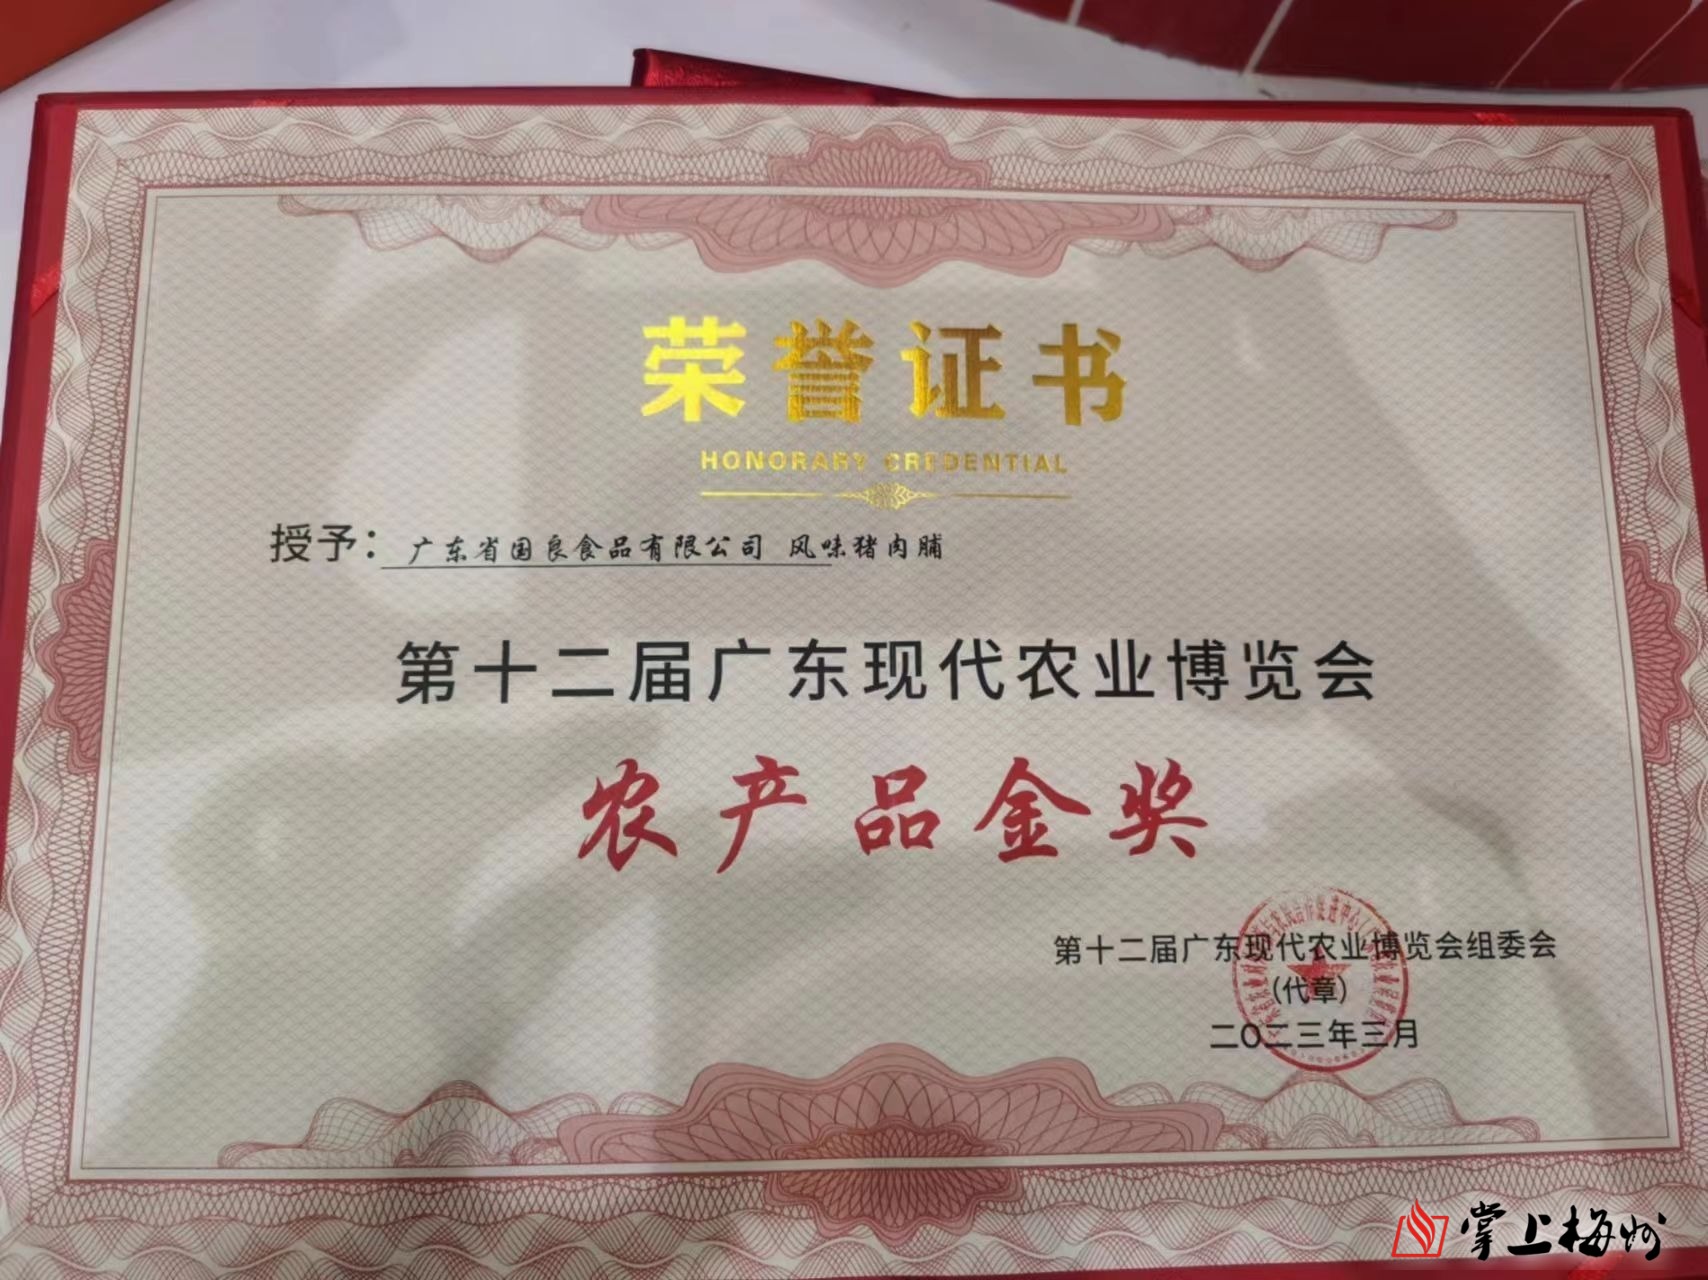 荣誉证书
HONORARY CREDENTIAL
授予：广东省国良食品有限公司 风味猪肉脯
第十二届广东现代农业博览会
农产品金奖
第十二届广东现代农业博览会组委会
(代章)
二〇二三年三月
掌上梅州